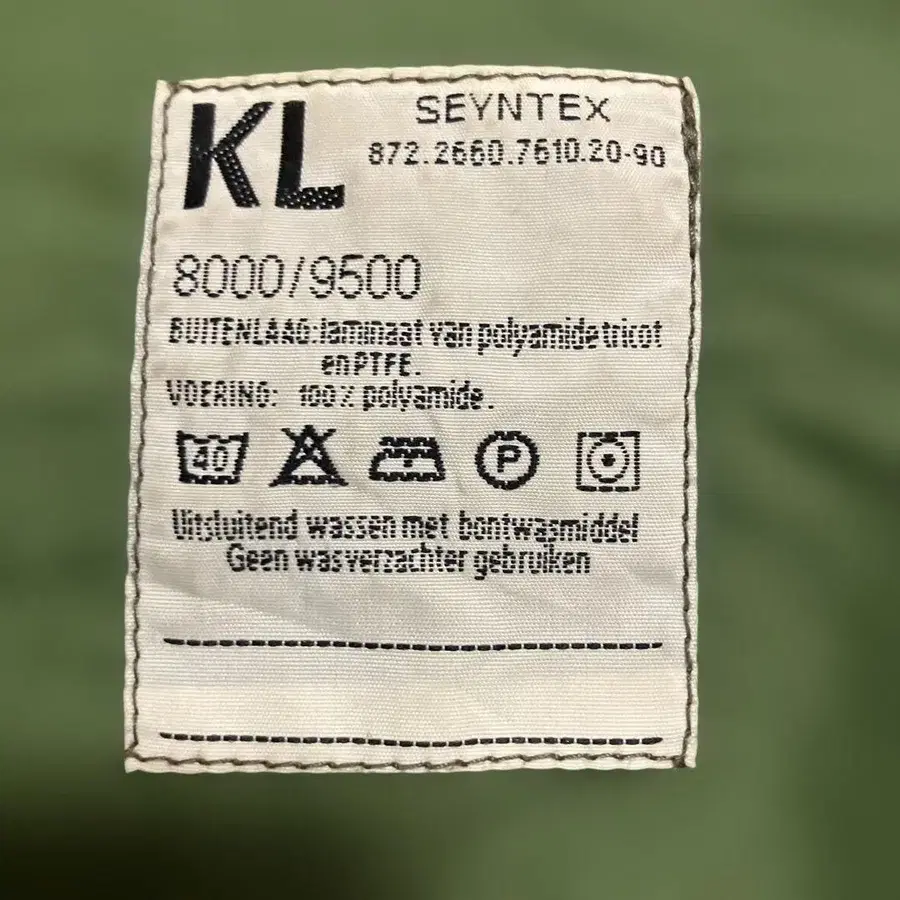 KL
SEYNTEX
872.2660.7610.20-90
8000/9500
BUITENLAAG: laminaat van polyamide tricot
en PTFE.
VOERING: 100% polyamide.
40 P
Uitsluitend wassen met bontwasmiddel
Geen wasverzachter gebruiken